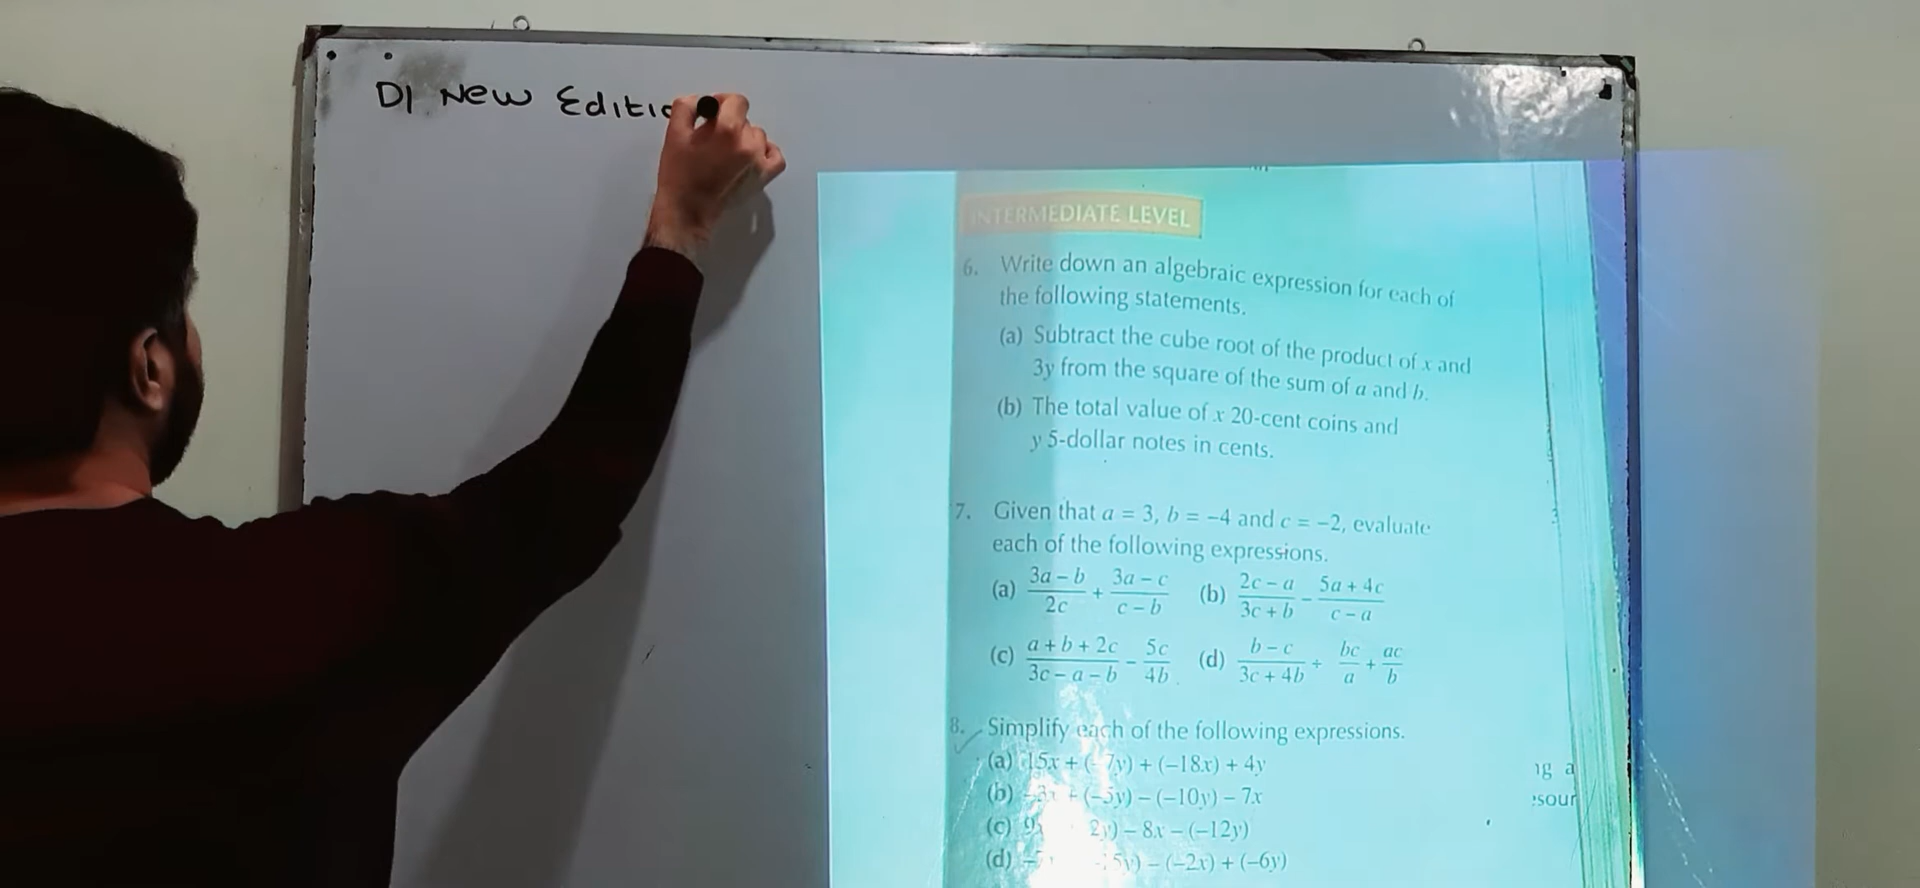 D1 New Editio
INTERMEDIATE LEVEL
6. Write down an algebraic expression for each of
the following statements.
(a) Subtract the cube root of the product of x and
3y from the square of the sum of a and b.
(b) The total value of x 20-cent coins and
y 5-dollar notes in cents.
7. Given that a = 3, b = −4 and c = −2, evaluate
each of the following expressions.
(a) (3a − b)/2c + (3a − c)/(c − b) (b) (2c − a)/(3c + b) − (5a + 4c)/(c − a)
(c) (a + b + 2c)/(3c − a − b) − 5c/4b (d) (b − c)/(3c + 4b) ÷ bc/a + ac/b
8. Simplify each of the following expressions.
(a) 15x + (−7y) + (−18x) + 4y
(b) −3x + (−5y) − (−10y) − 7x
(c) 2y) − 8x − (−12y)
(d) 5y) − (−2x) + (−6y)